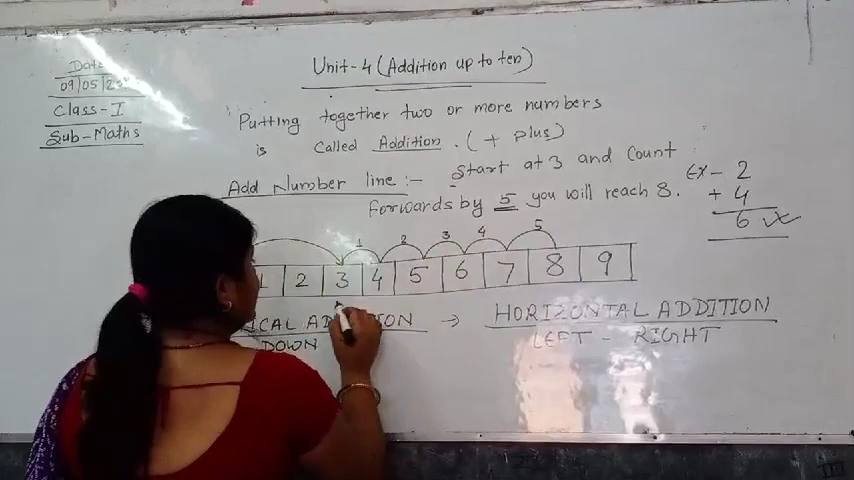 Unit-4 (Addition up to ten)
Date
09/05/
Class-I
Sub-Maths
Putting together two or more numbers
is called Addition. (+ plus)
Add Number line :- Start at 3 and Count
Forwards by 5 you will reach 8.
Ex- 2
+ 4
6
1 2 3 4 5
1 2 3 4 5 6 7 8 9
ICAL ADDITION → HORIZONTAL ADDITION
DOWN LEFT - RIGHT